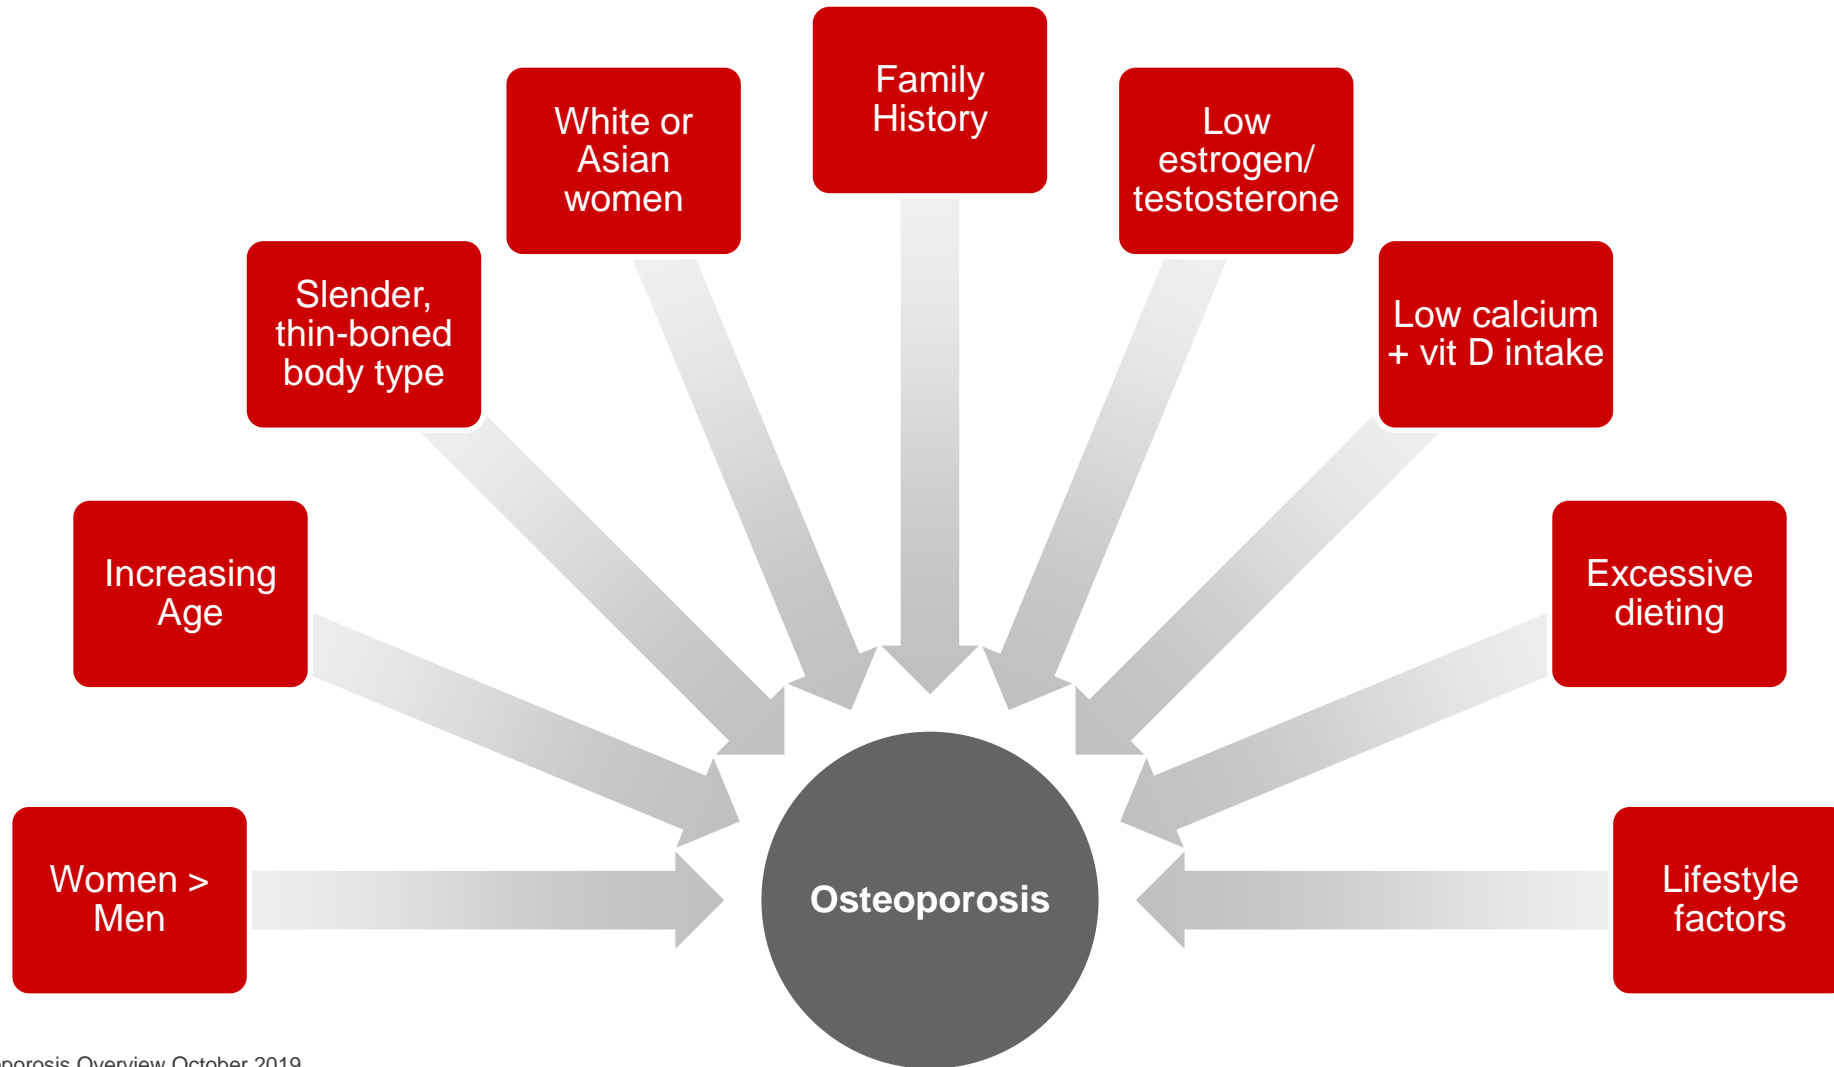 Family
History
White or
Asian
women
Low
estrogen/
testosterone
Slender,
thin-boned
body type
Low calcium
+ vit D intake
Increasing
Age
Excessive
dieting
Women >
Men
Osteoporosis
Lifestyle
factors
Overview October 2019